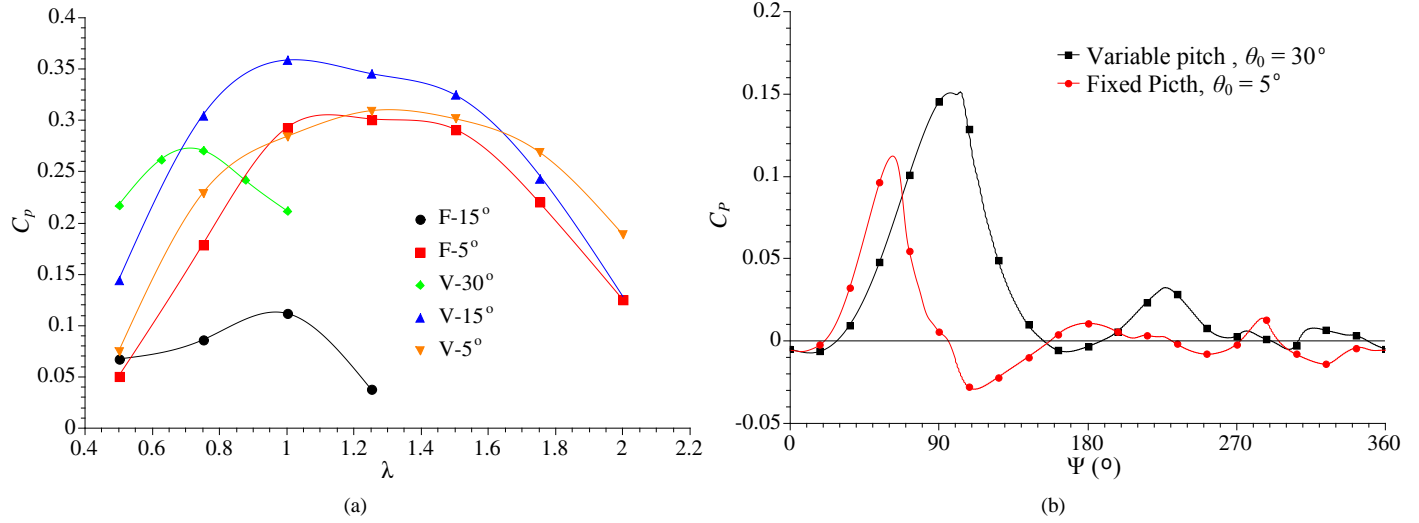 0.4
0.35
0.3
0.25
0.2
0.15
0.1
0.05
0
C_p
0.4 0.6 0.8 1 1.2 1.4 1.6 1.8 2 2.2
λ
F-15°
F-5°
V-30°
V-15°
V-5°
(a)
0.2
0.15
0.1
0.05
0
-0.05
C_P
0 90 180 270 360
Ψ (°)
Variable pitch , θ₀ = 30°
Fixed Picth, θ₀ = 5°
(b)